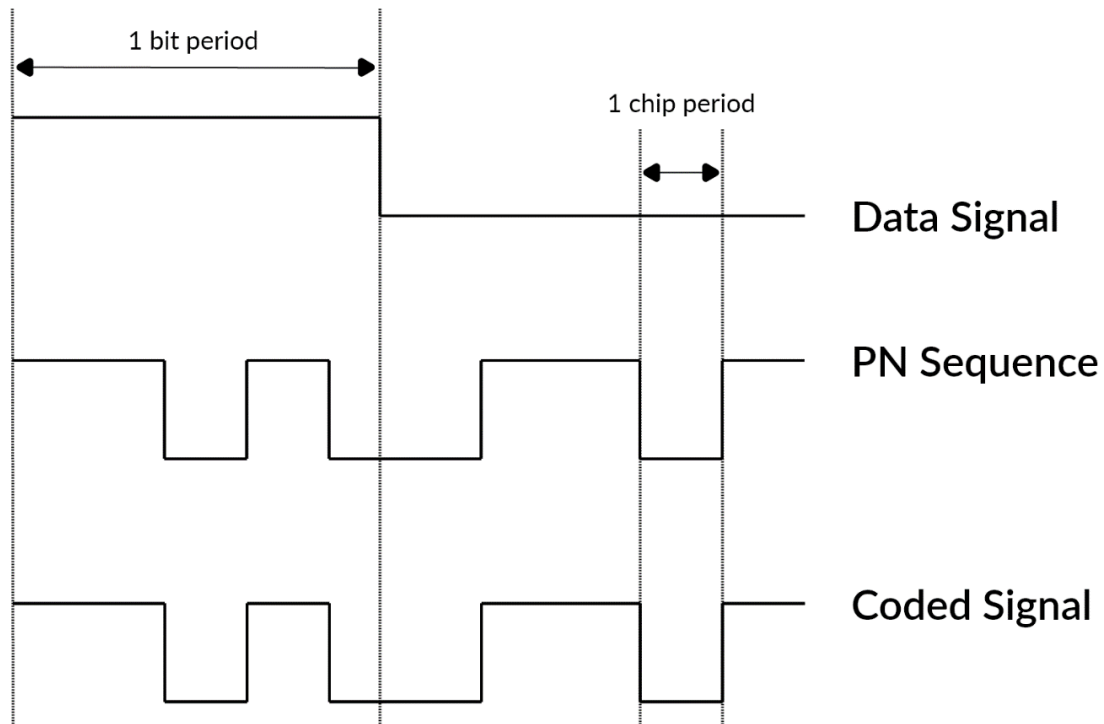 1 bit period
1 chip period
Data Signal
PN Sequence
Coded Signal